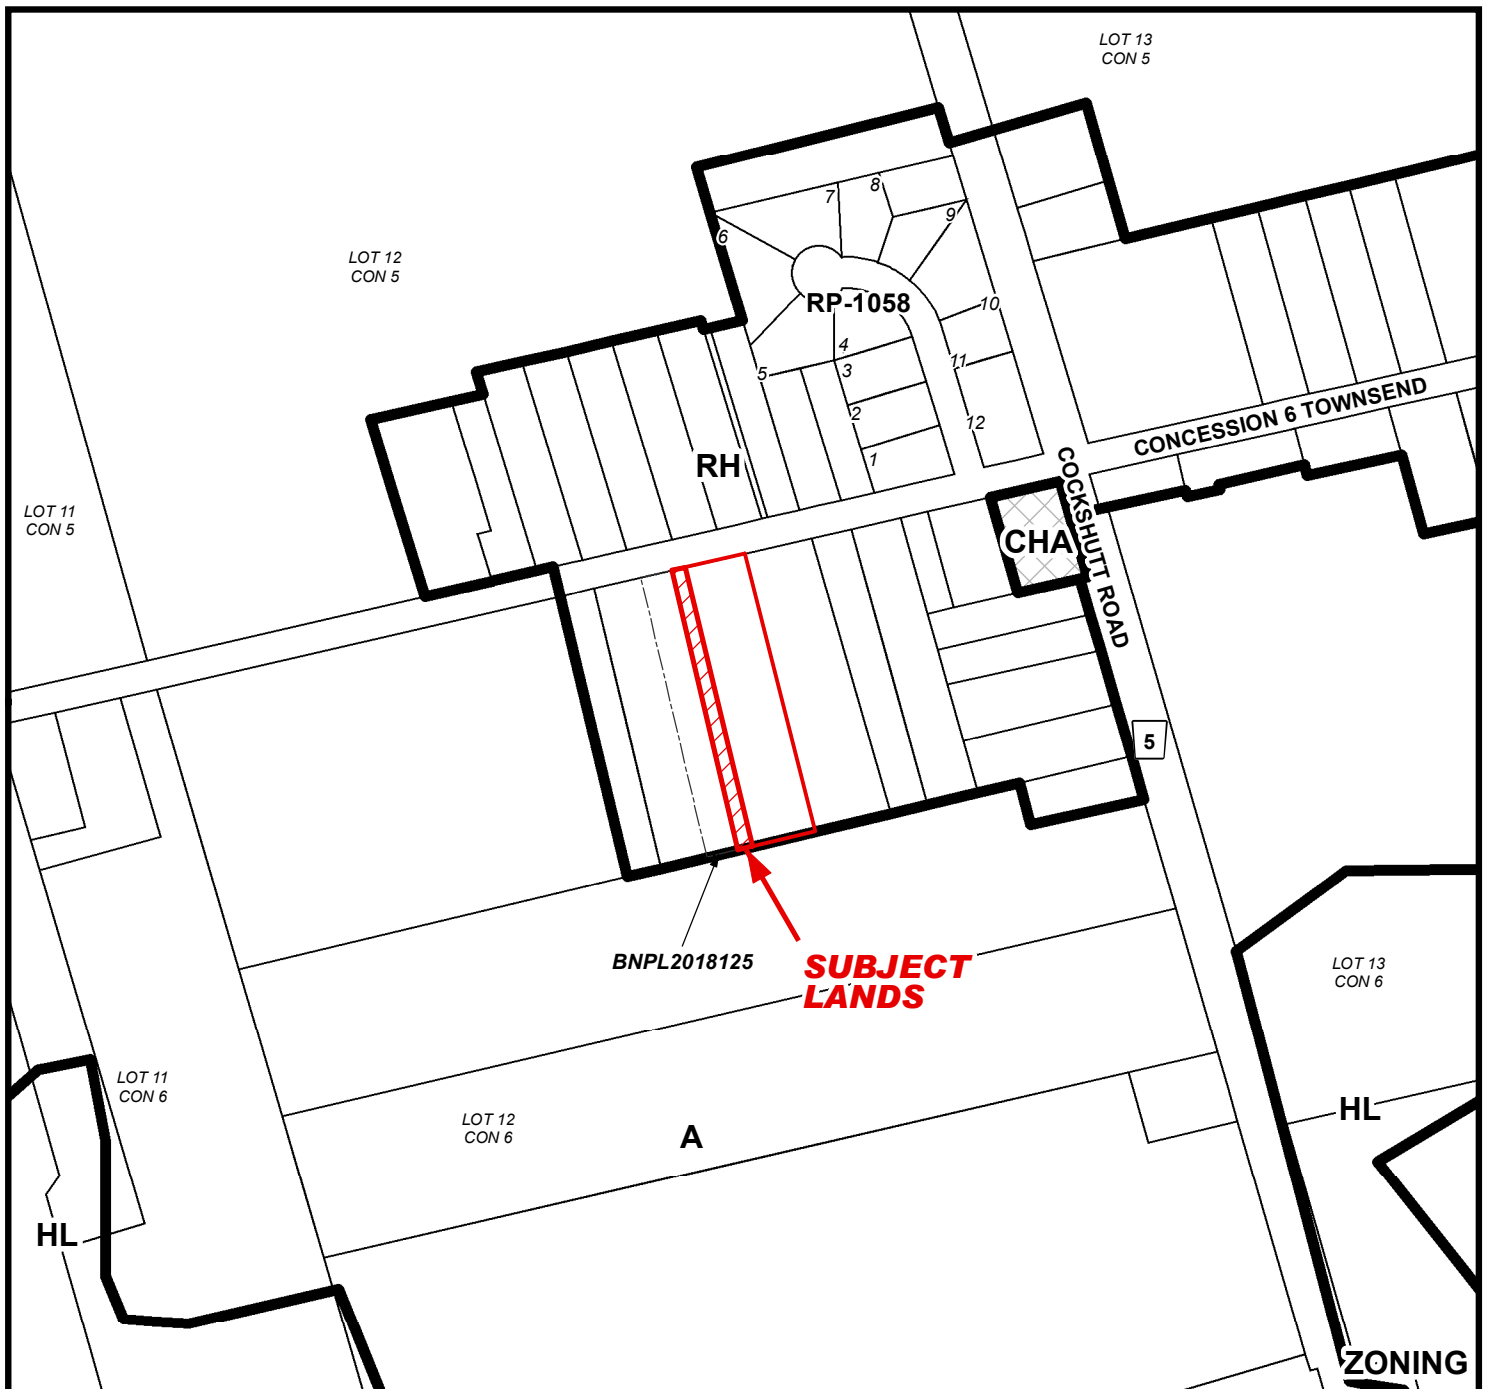 LOT 13
CON 5
LOT 12
CON 5
7
8
9
6
RP-1058
10
4
11
3
5
2
12
1
CONCESSION 6 TOWNSEND
RH
COCKSHUTT ROAD
LOT 11
CON 5
CHA
5
BNPL2018125
SUBJECT
LANDS
LOT 13
CON 6
LOT 11
CON 6
HL
LOT 12
CON 6
A
HL
ZONING